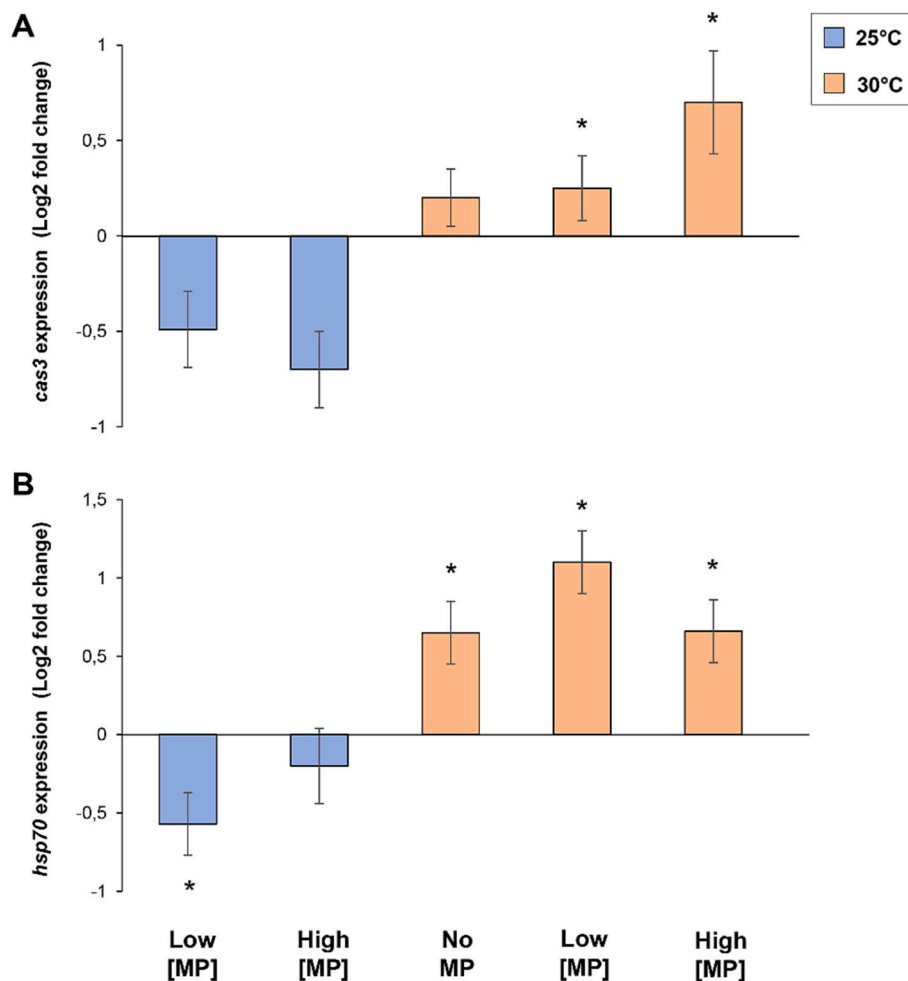 A
25°C
30°C
*
*
1
0,5
0
-0,5
-1
cas3 expression (Log2 fold change)
B
*
*
*
*
1,5
1
0,5
0
-0,5
-1
hsp70 expression (Log2 fold change)
Low
[MP]
High
[MP]
No
MP
Low
[MP]
High
[MP]